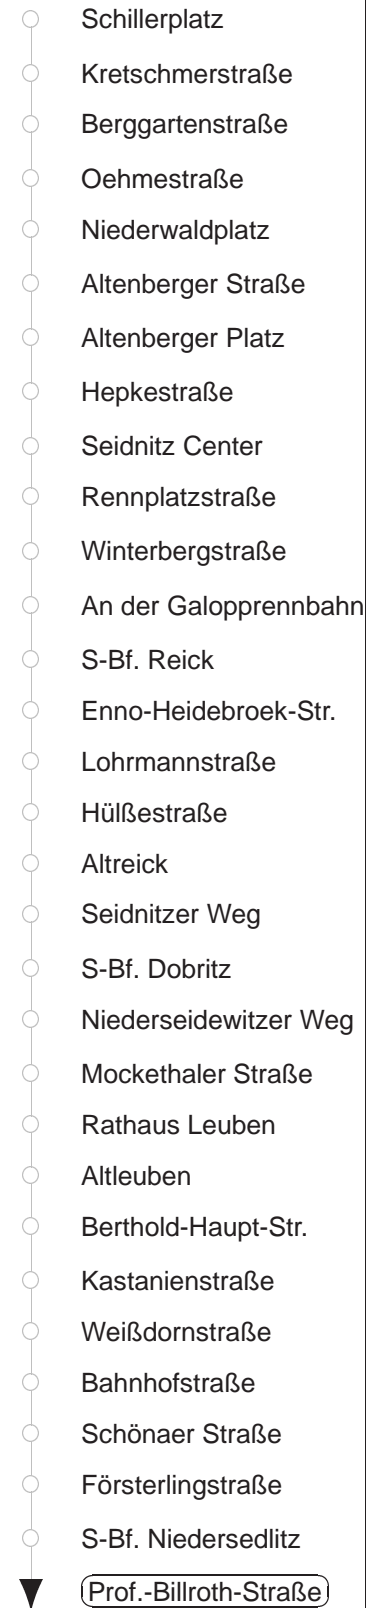 Schillerplatz
Kretschmerstraße
Berggartenstraße
Oehmestraße
Niederwaldplatz
Altenberger Straße
Altenberger Platz
Hepkestraße
Seidnitz Center
Rennplatzstraße
Winterbergstraße
An der Galopprennbahn
S-Bf. Reick
Enno-Heidebroek-Str.
Lohrmannstraße
Hülßestraße
Altreick
Seidnitzer Weg
S-Bf. Dobritz
Niederseidewitzer Weg
Mockethaler Straße
Rathaus Leuben
Altleuben
Berthold-Haupt-Str.
Kastanienstraße
Weißdornstraße
Bahnhofstraße
Schönaer Straße
Försterlingstraße
S-Bf. Niedersedlitz
Prof.-Billroth-Straße